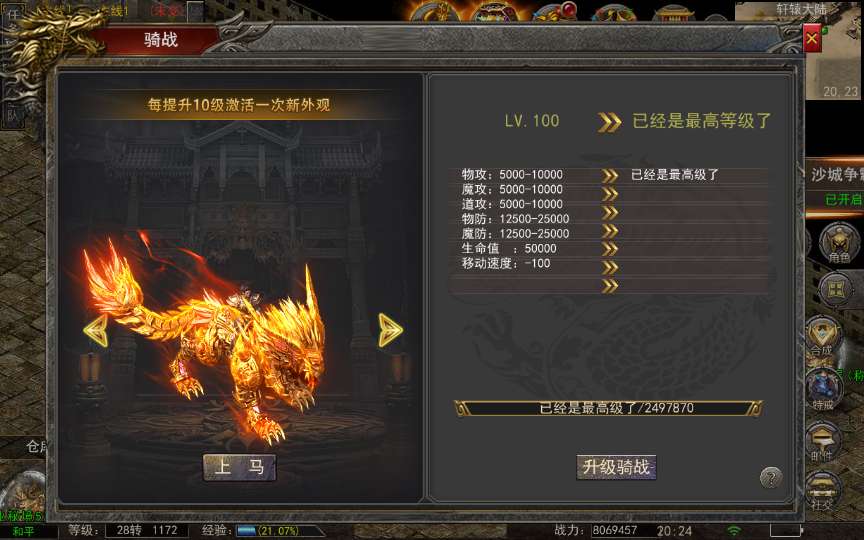 轩辕大陆
骑战
20,23
每提升10级激活一次新外观
LV.100 已经是最高等级了
物攻：5000-10000 已经是最高级了
魔攻：5000-10000
道攻：5000-10000
物防：12500-25000
魔防：12500-25000
生命值 ：50000
移动速度：-100
沙城争霸
已开启
角色
合成
特戒
邮件
社交
已经是最高级了/2497870
上 马
升级骑战
?
仓库
和平
等级： 28转 1172 经验： (21.07%) 战力： 8069457 20:24